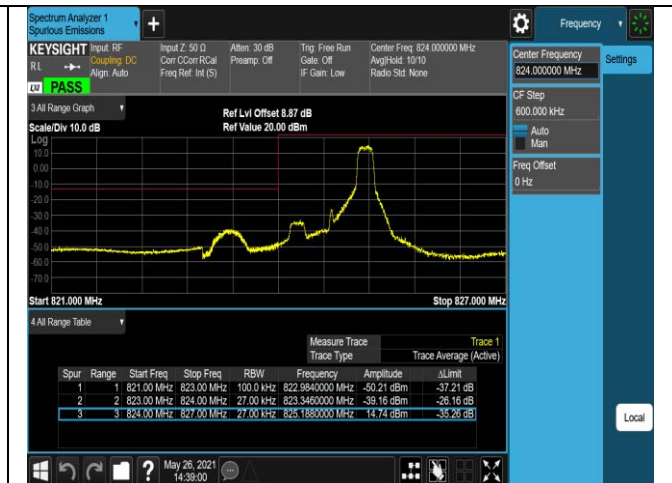 Spectrum Analyzer 1
Spurious Emissions
Frequency
KEYSIGHT
RL
Input: RF
Coupling: DC
Align: Auto
Input Z: 50 Ω
Corr CCorr RCal
Freq Ref: Int (S)
Atten: 30 dB
Preamp: Off
Trig: Free Run
Gate: Off
IF Gain: Low
Center Freq: 824.000000 MHz
Avg|Hold: 10/10
Radio Std: None
LXI PASS
Center Frequency
824.000000 MHz
Settings
CF Step
600.000 kHz
Auto
Man
Freq Offset
0 Hz
3 All Range Graph
Scale/Div 10.0 dB
Ref Lvl Offset 8.87 dB
Ref Value 20.00 dBm
Log
10.0
0.00
-10.0
-20.0
-30.0
-40.0
-50.0
-60.0
-70.0
Start 821.000 MHz
Stop 827.000 MHz
4 All Range Table
Measure Trace Trace 1
Trace Type Trace Average (Active)
Spur Range Start Freq Stop Freq RBW Frequency Amplitude ΔLimit
1 1 821.00 MHz 823.00 MHz 100.0 kHz 822.9840000 MHz -50.21 dBm -37.21 dB
2 2 823.00 MHz 824.00 MHz 27.00 kHz 823.3460000 MHz -39.16 dBm -26.16 dB
3 3 824.00 MHz 827.00 MHz 27.00 kHz 825.1880000 MHz 14.74 dBm -35.26 dB
Local
May 26, 2021
14:39:00